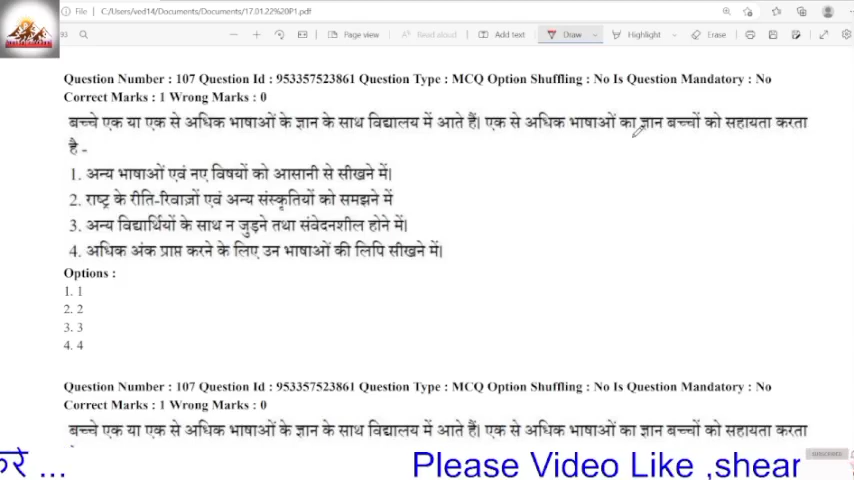 File | C:/Users/ved14/Documents/Documents/17.01.22%20P1.pdf
93 Page view Read aloud Add text Draw Highlight Erase
Question Number : 107 Question Id : 953357523861 Question Type : MCQ Option Shuffling : No Is Question Mandatory : No
Correct Marks : 1 Wrong Marks : 0
बच्चे एक या एक से अधिक भाषाओं के ज्ञान के साथ विद्यालय में आते हैं। एक से अधिक भाषाओं का ज्ञान बच्चों को सहायता करता
है -
1. अन्य भाषाओं एवं नए विषयों को आसानी से सीखने में।
2. राष्ट्र के रीति-रिवाज़ों एवं अन्य संस्कृतियों को समझने में
3. अन्य विद्यार्थियों के साथ न जुड़ने तथा संवेदनशील होने में।
4. अधिक अंक प्राप्त करने के लिए उन भाषाओं की लिपि सीखने में।
Options :
1. 1
2. 2
3. 3
4. 4
Question Number : 107 Question Id : 953357523861 Question Type : MCQ Option Shuffling : No Is Question Mandatory : No
Correct Marks : 1 Wrong Marks : 0
बच्चे एक या एक से अधिक भाषाओं के ज्ञान के साथ विद्यालय में आते हैं। एक से अधिक भाषाओं का ज्ञान बच्चों को सहायता करता
करे ... Please Video Like ,shear